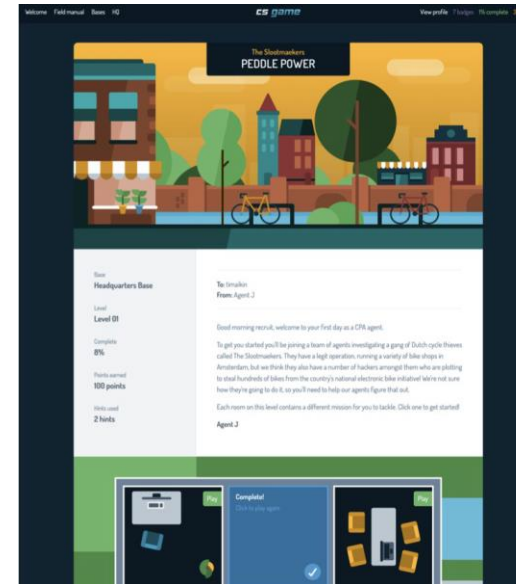 Welcome Field manual Bases HQ
cs game
View profile 7 badges 1% complete
The Slootmaekers
PEDDLE POWER
Base
Headquarters Base
Level
Level 01
Complete
8%
Points earned
100 points
Hints used
2 hints
To: timalkin
From: Agent J
Good morning recruit, welcome to your first day as a CPA agent.
To get you started you'll be joining a team of agents investigating a gang of Dutch cycle thieves
called The Slootmaekers. They have a legit operation, running a variety of bike shops in
Amsterdam, but we think they also have a number of hackers amongst them who are plotting
to steal hundreds of bikes from the country's national electronic bike initiative! We're not sure
how they're going to do it, so you'll need to help our agents figure that out.
Each room on this level contains a different mission for you to tackle. Click one to get started!
Agent J
Play
Complete!
Click to play again
Play